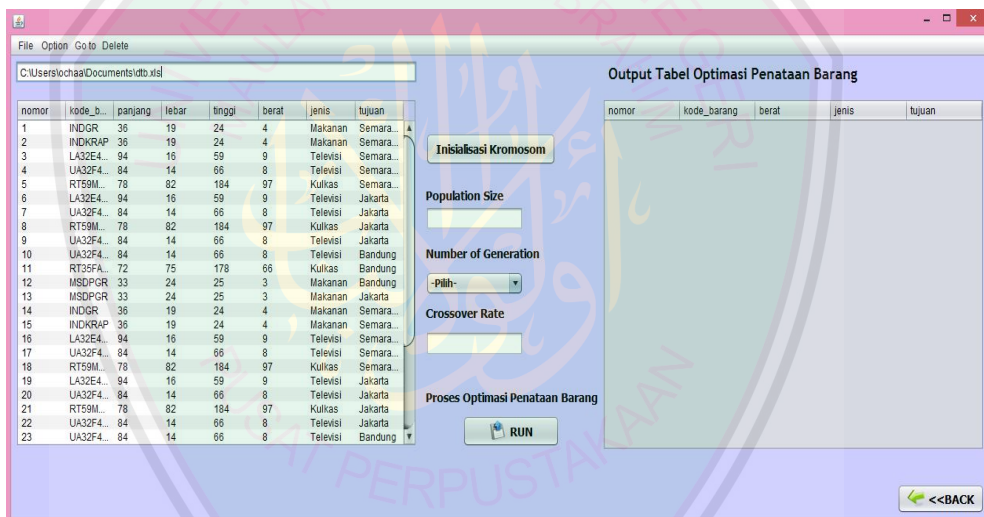 File Option Go to Delete
C:\Users\ochaa\Documents\dtb.xls
Output Tabel Optimasi Penataan Barang
nomor kode_b... panjang lebar tinggi berat jenis tujuan
1 INDGR 36 19 24 4 Makanan Semara...
2 INDKRAP 36 19 24 4 Makanan Semara...
3 LA32E4... 94 16 59 9 Televisi Semara...
4 UA32F4... 84 14 66 8 Televisi Semara...
5 RT59M... 78 82 184 97 Kulkas Semara...
6 LA32E4... 94 16 59 9 Televisi Jakarta
7 UA32F4... 84 14 66 8 Televisi Jakarta
8 RT59M... 78 82 184 97 Kulkas Jakarta
9 UA32F4... 84 14 66 8 Televisi Jakarta
10 UA32F4... 84 14 66 8 Televisi Bandung
11 RT35FA... 72 75 178 66 Kulkas Bandung
12 MSDPGR 33 24 25 3 Makanan Bandung
13 MSDPGR 33 24 25 3 Makanan Jakarta
14 INDGR 36 19 24 4 Makanan Semara...
15 INDKRAP 36 19 24 4 Makanan Semara...
16 LA32E4... 94 16 59 9 Televisi Semara...
17 UA32F4... 84 14 66 8 Televisi Semara...
18 RT59M... 78 82 184 97 Kulkas Semara...
19 LA32E4... 94 16 59 9 Televisi Jakarta
20 UA32F4... 84 14 66 8 Televisi Jakarta
21 RT59M... 78 82 184 97 Kulkas Jakarta
22 UA32F4... 84 14 66 8 Televisi Jakarta
23 UA32F4... 84 14 66 8 Televisi Bandung
Inisialisasi Kromosom
Population Size
Number of Generation
-Pilih-
Crossover Rate
Proses Optimasi Penataan Barang
RUN
nomor kode_barang berat jenis tujuan
<<BACK
PUSAT PERPUSTAKAAN